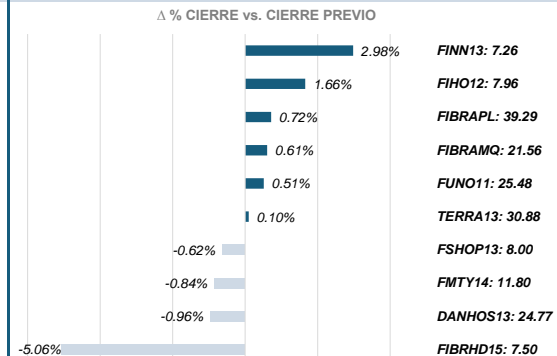 Δ % CIERRE vs. CIERRE PREVIO
2.98% FINN13: 7.26
1.66% FIHO12: 7.96
0.72% FIBRAPL: 39.29
0.61% FIBRAMQ: 21.56
0.51% FUNO11: 25.48
0.10% TERRA13: 30.88
-0.62% FSHOP13: 8.00
-0.84% FMTY14: 11.80
-0.96% DANHOS13: 24.77
-5.06% FIBRHD15: 7.50